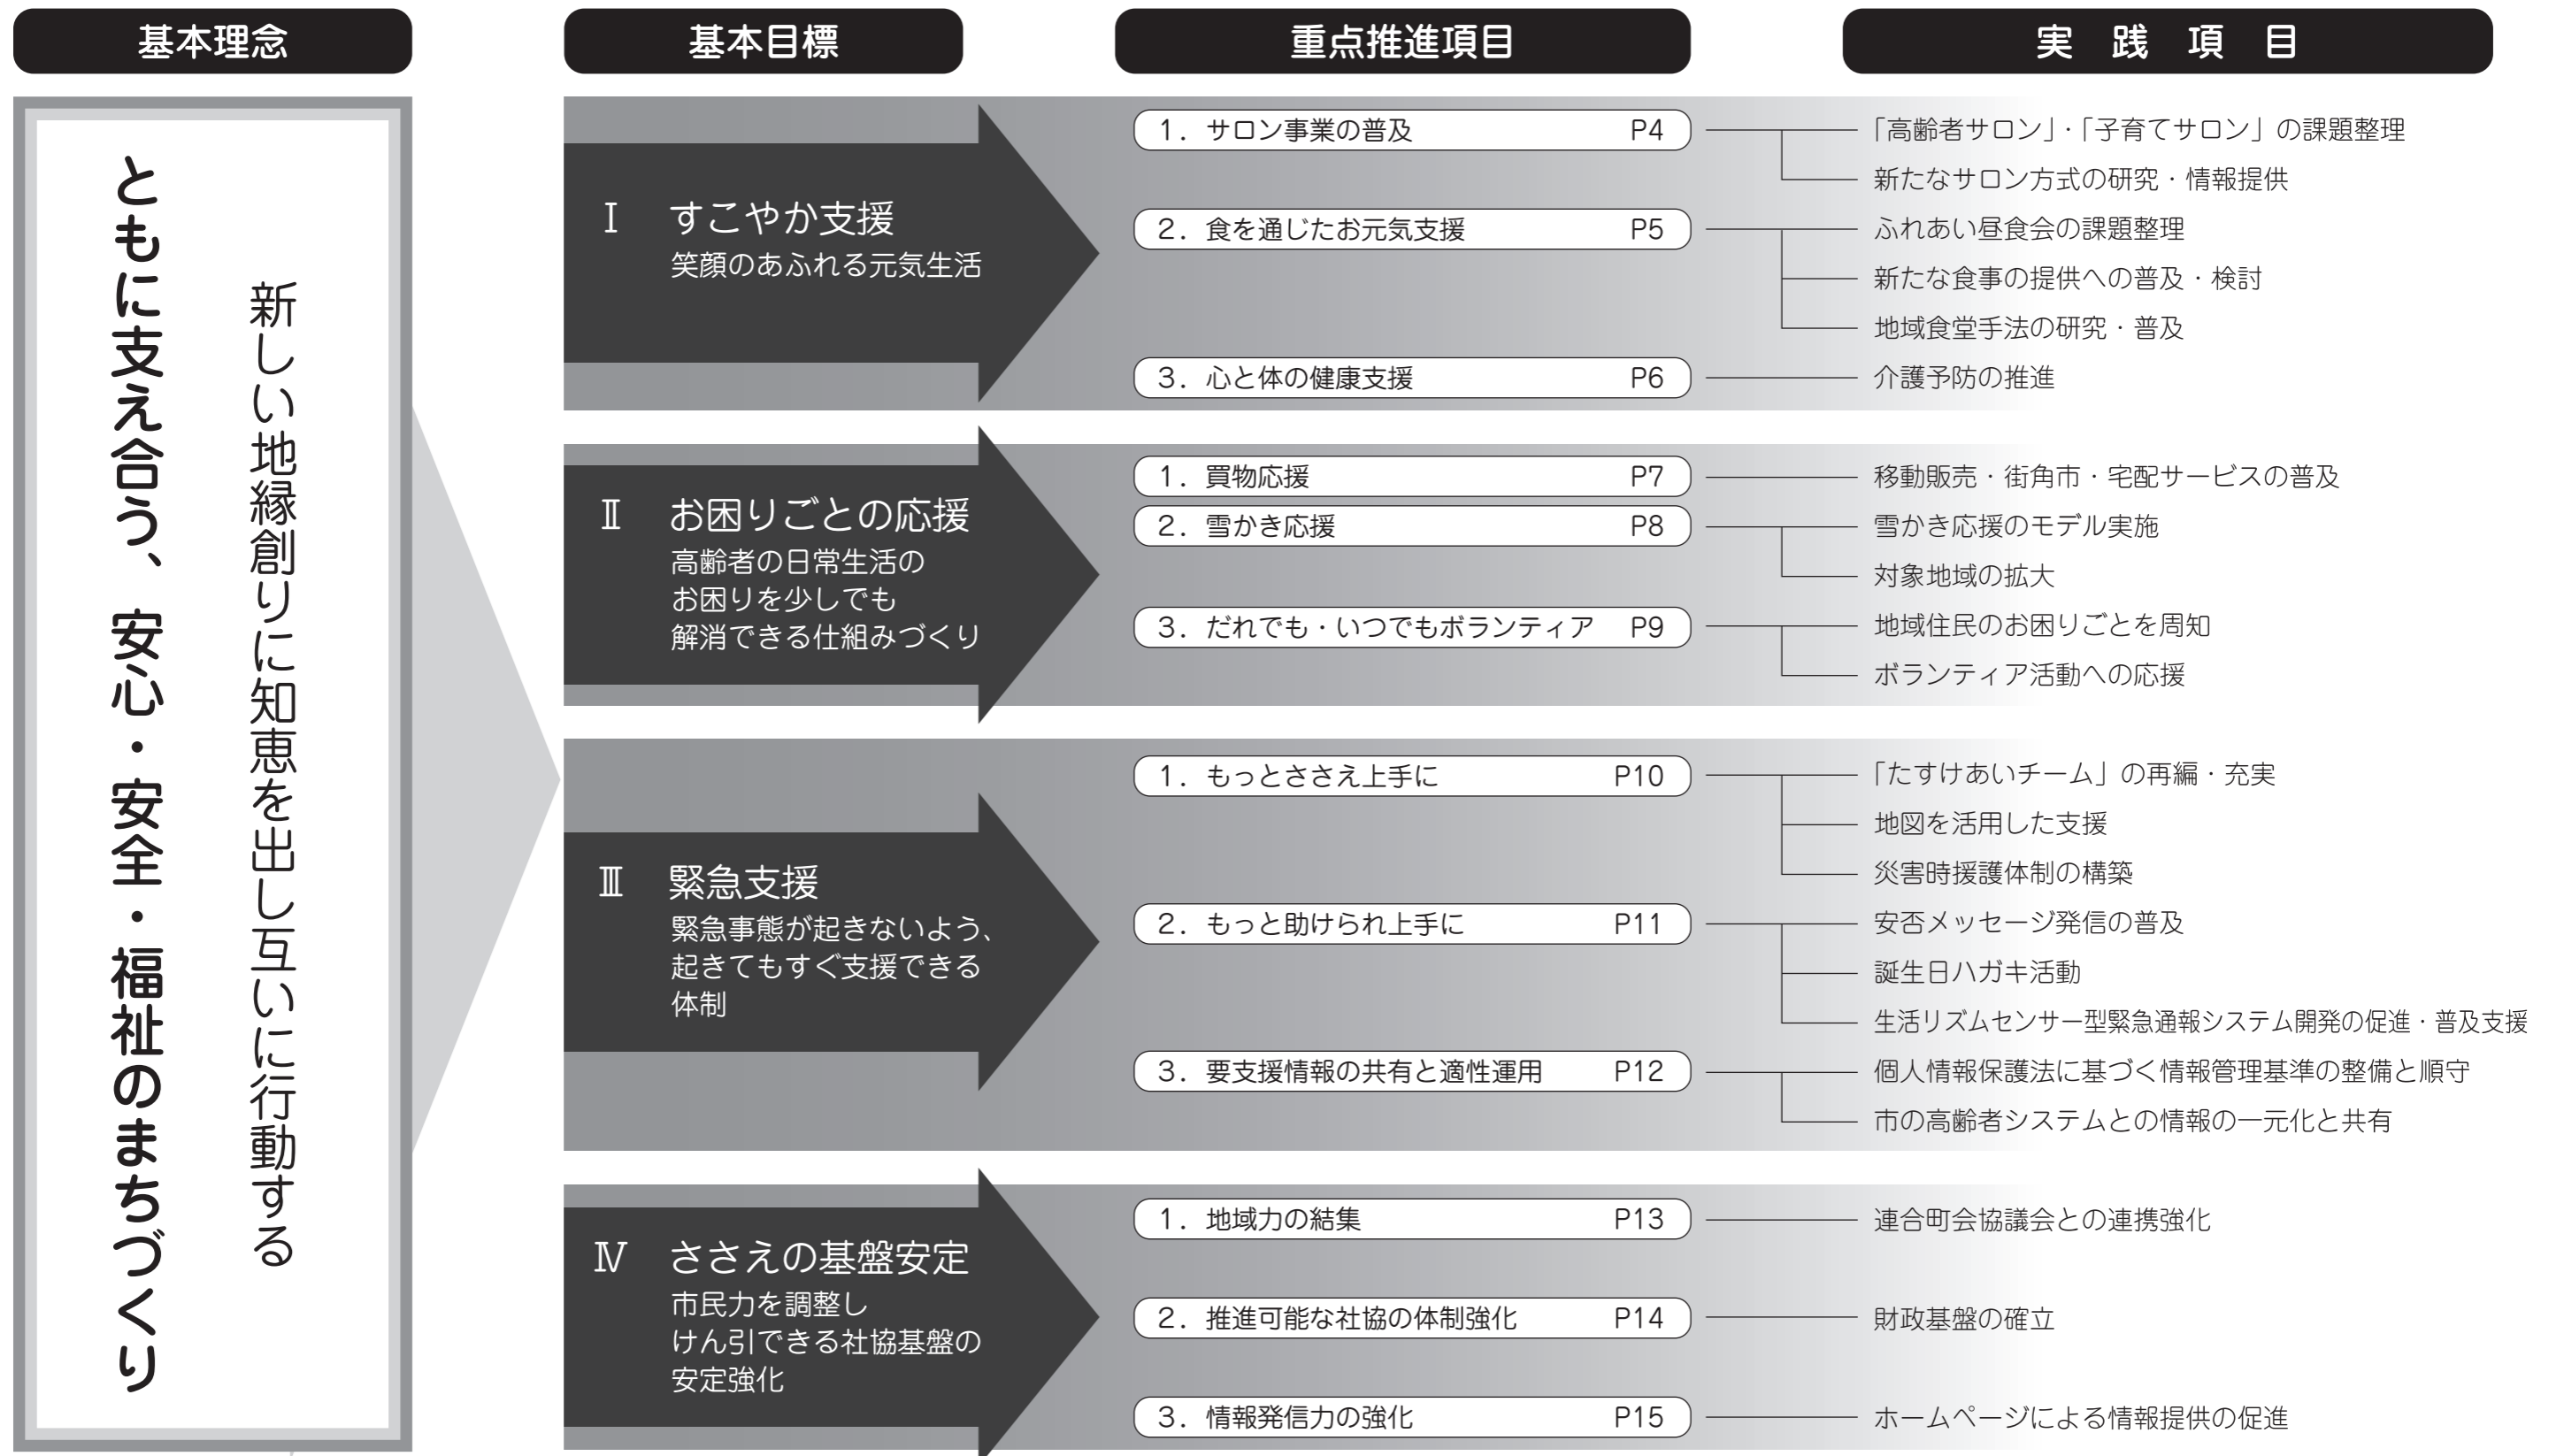 基本理念
新しい地縁創りに知恵を出し互いに行動する
ともに支え合う、安心・安全・福祉のまちづくり
基本目標
重点推進項目
実践項目
Ⅰ すこやか支援
笑顔のあふれる元気生活
1．サロン事業の普及 P4
「高齢者サロン」・「子育てサロン」の課題整理
新たなサロン方式の研究・情報提供
2．食を通じたお元気支援 P5
ふれあい昼食会の課題整理
新たな食事の提供への普及・検討
地域食堂手法の研究・普及
3．心と体の健康支援 P6
介護予防の推進
Ⅱ お困りごとの応援
高齢者の日常生活の
お困りを少しでも
解消できる仕組みづくり
1．買物応援 P7
移動販売・街角市・宅配サービスの普及
2．雪かき応援 P8
雪かき応援のモデル実施
対象地域の拡大
3．だれでも・いつでもボランティア P9
地域住民のお困りごとを周知
ボランティア活動への応援
Ⅲ 緊急支援
緊急事態が起きないよう、
起きてもすぐ支援できる
体制
1．もっとささえ上手に P10
「たすけあいチーム」の再編・充実
地図を活用した支援
災害時援護体制の構築
2．もっと助けられ上手に P11
安否メッセージ発信の普及
誕生日ハガキ活動
生活リズムセンサー型緊急通報システム開発の促進・普及支援
3．要支援情報の共有と適性運用 P12
個人情報保護法に基づく情報管理基準の整備と順守
市の高齢者システムとの情報の一元化と共有
Ⅳ ささえの基盤安定
市民力を調整し
けん引できる社協基盤の
安定強化
1．地域力の結集 P13
連合町会協議会との連携強化
2．推進可能な社協の体制強化 P14
財政基盤の確立
3．情報発信力の強化 P15
ホームページによる情報提供の促進